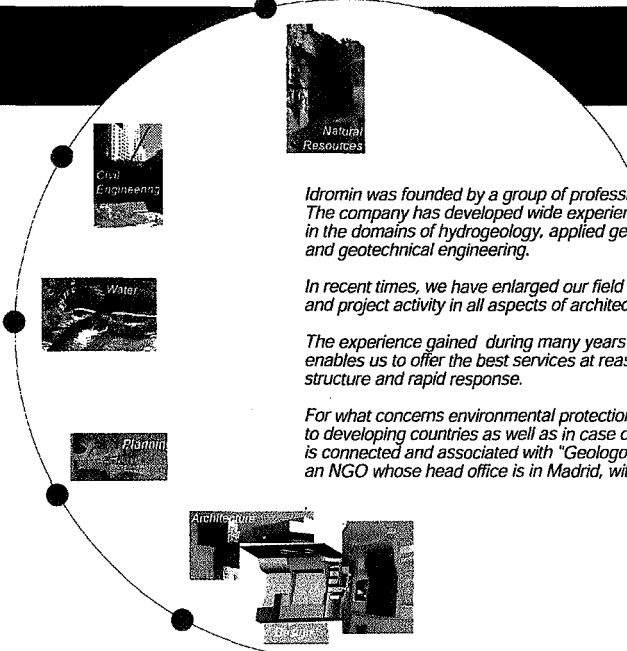 Natural
Resources
Civil
Engineering
Idromin was founded by a group of profess
The company has developed wide experien
in the domains of hydrogeology, applied ge
and geotechnical engineering.
In recent times, we have enlarged our field
and project activity in all aspects of architec
The experience gained during many years
enables us to offer the best services at reas
structure and rapid response.
For what concerns environmental protection
to developing countries as well as in case o
is connected and associated with "Geologo
an NGO whose head office is in Madrid, wit
Water
Plannin
Architecture
Design